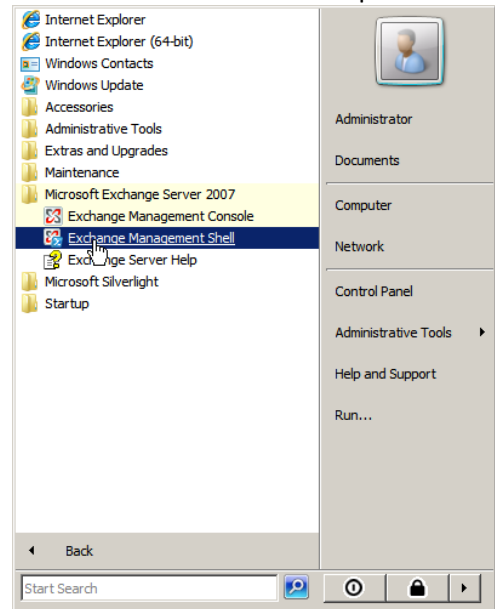 Internet Explorer
Internet Explorer (64-bit)
Windows Contacts
Windows Update
Accessories
Administrative Tools
Extras and Upgrades
Maintenance
Microsoft Exchange Server 2007
Exchange Management Console
Exchange Management Shell
Exchange Server Help
Microsoft Silverlight
Startup
Back
Start Search
Administrator
Documents
Computer
Network
Control Panel
Administrative Tools
Help and Support
Run...